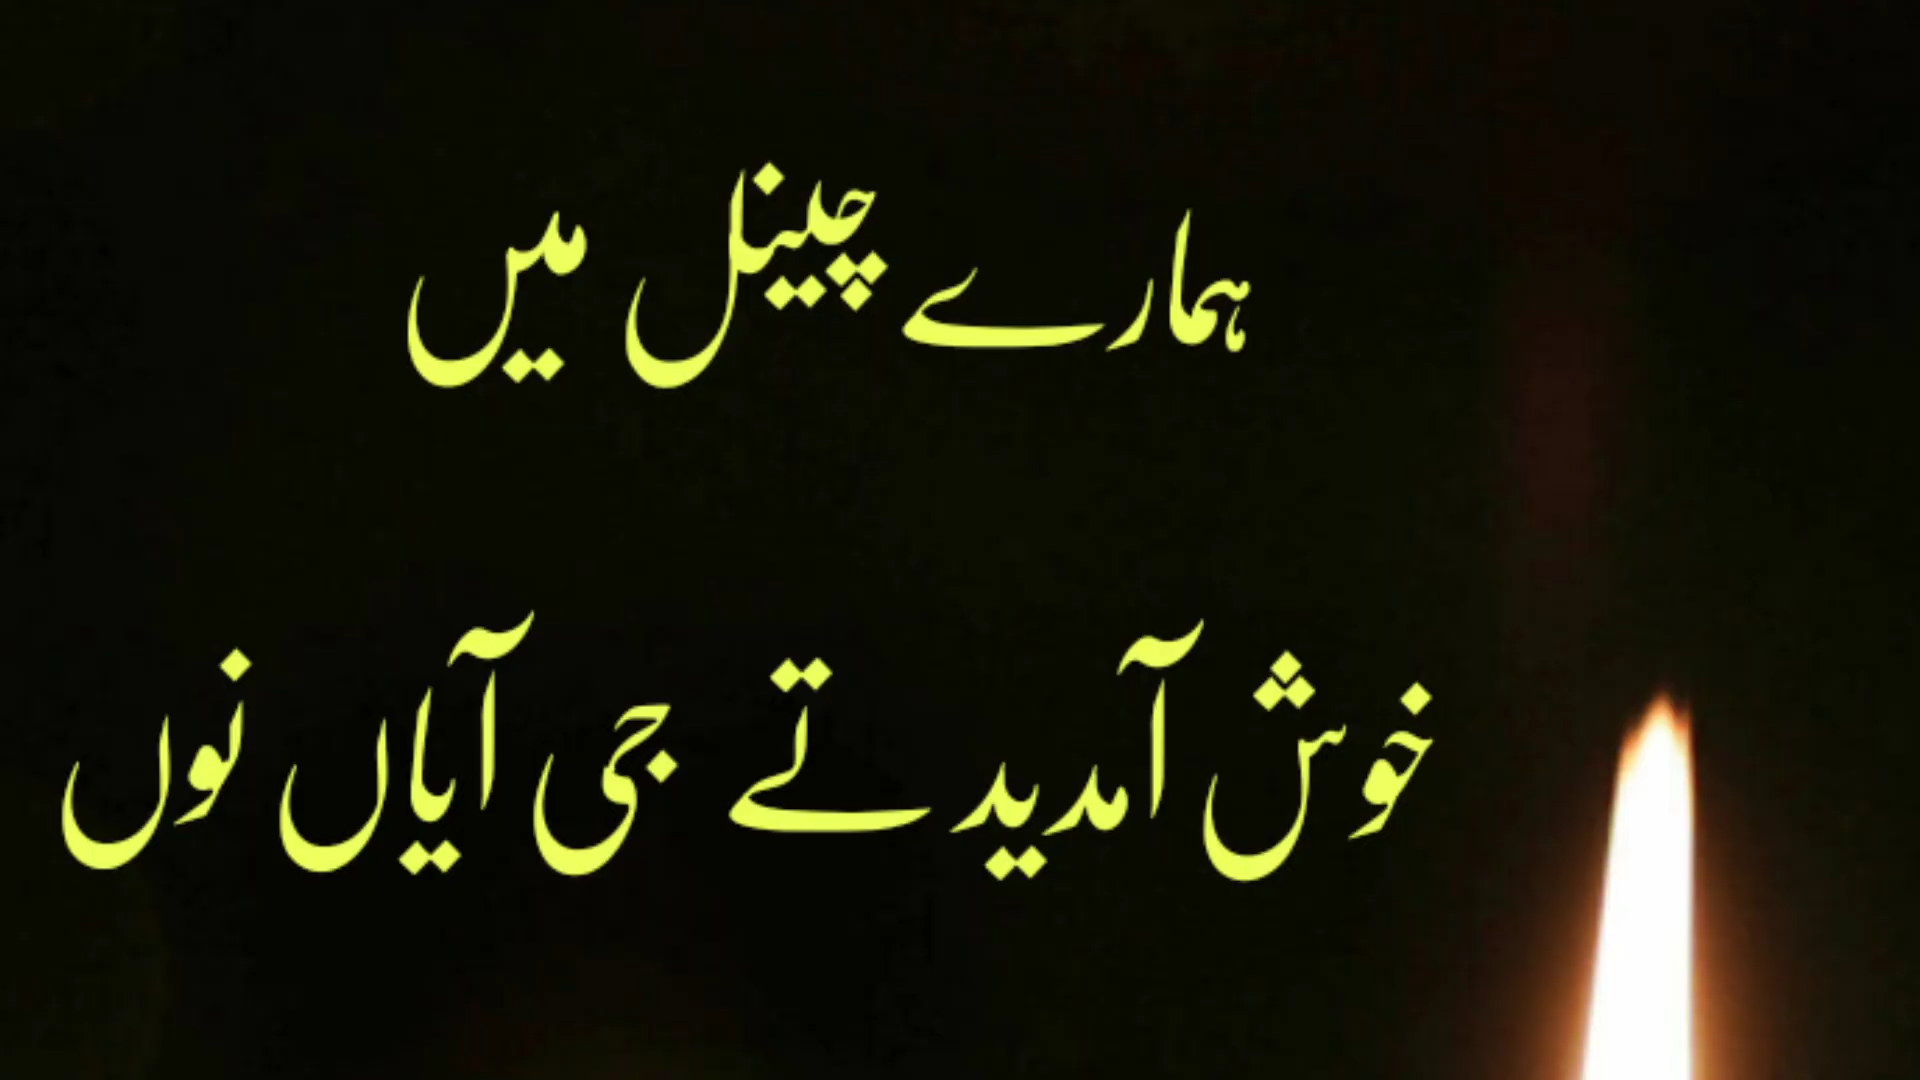 ہمارے چینل میں
خوش آمدید تے جی آیاں نوں